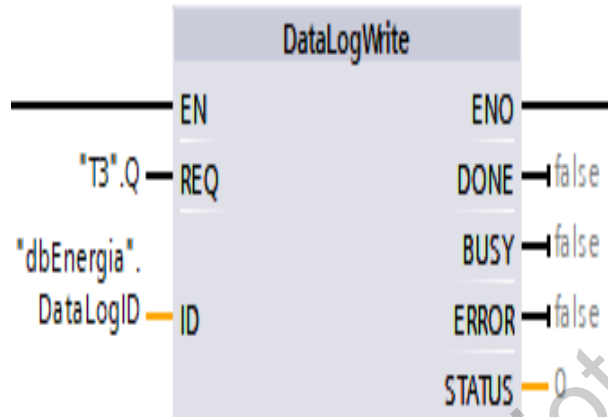 DataLogWrite
EN ENO
"T3".Q REQ DONE false
"dbEnergia". BUSY false
DataLogID ID ERROR false
STATUS 0